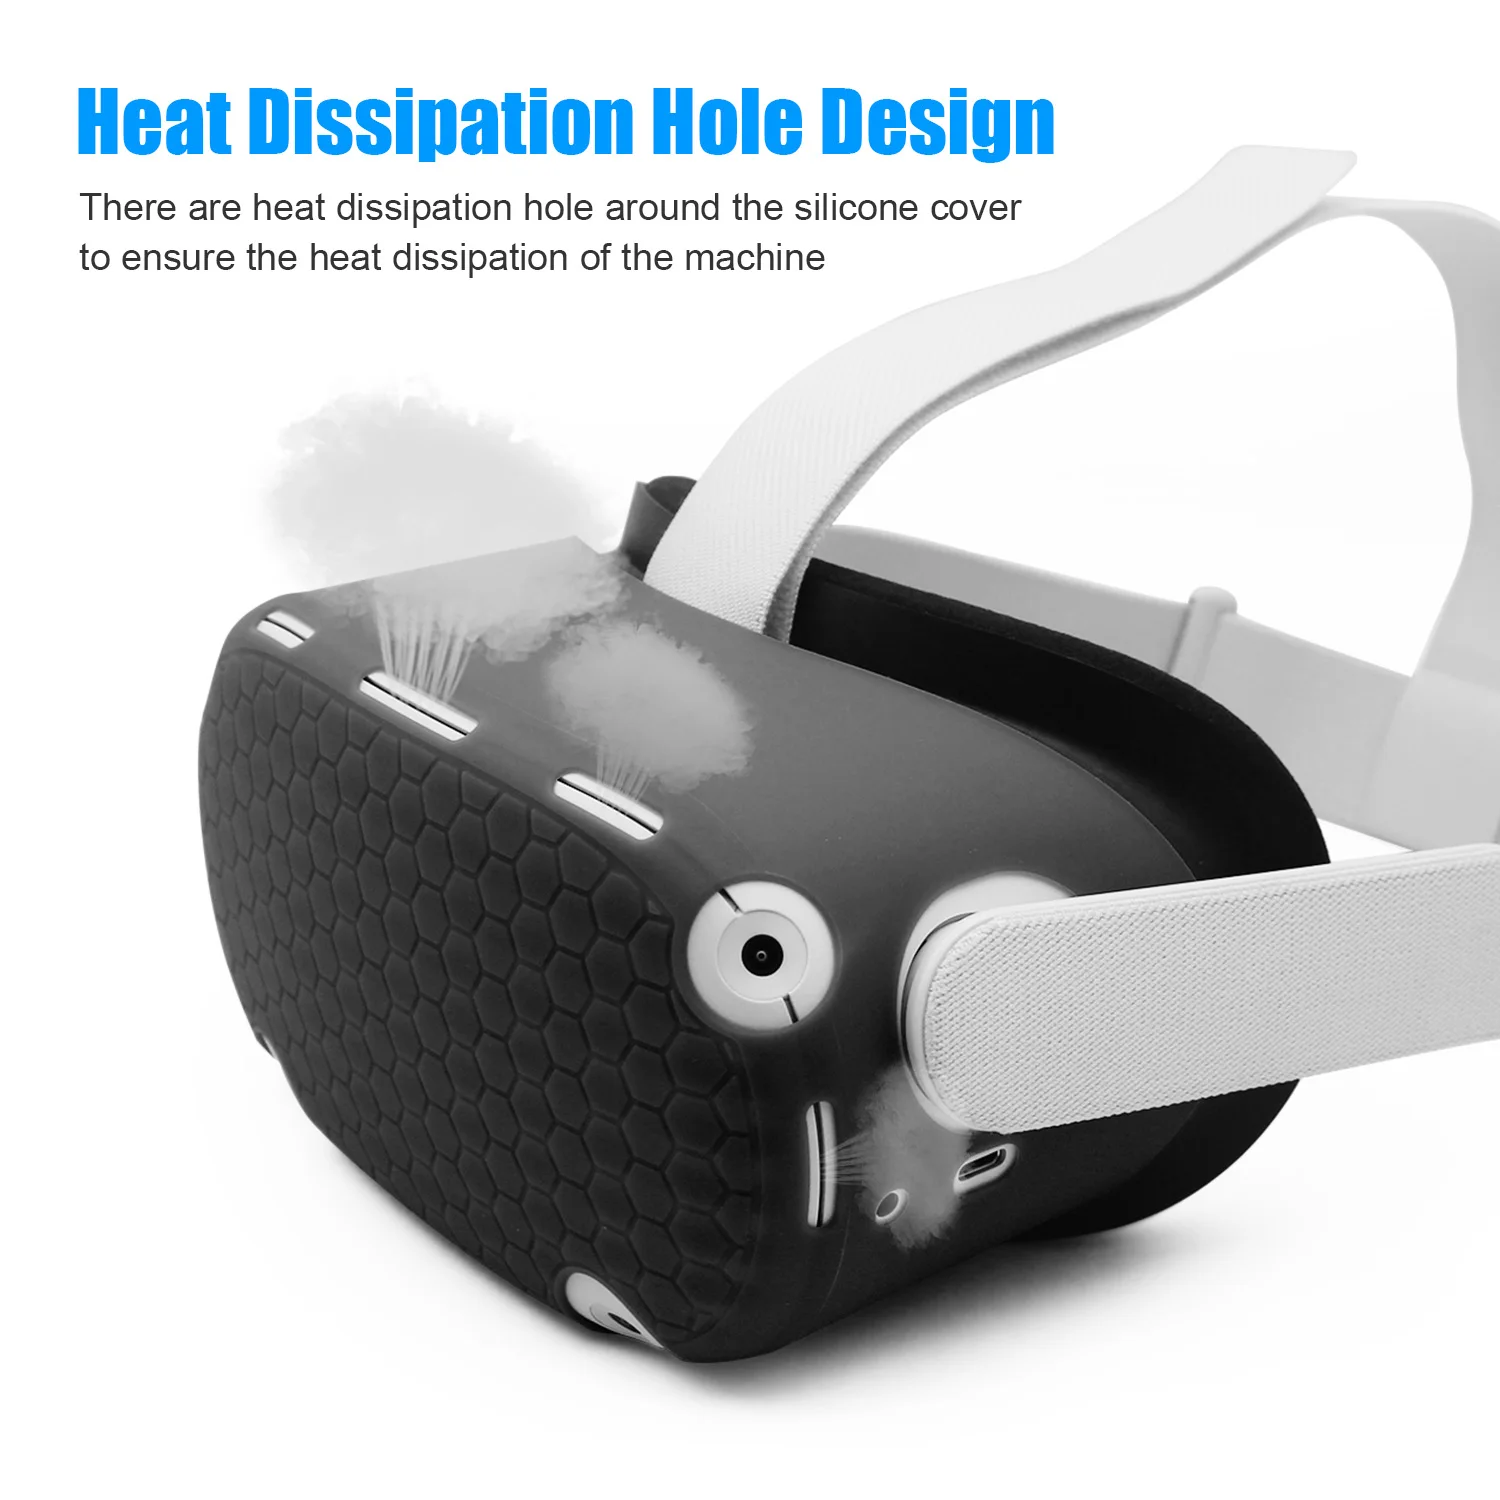 Heat Dissipation Hole Design
There are heat dissipation hole around the silicone cover
to ensure the heat dissipation of the machine